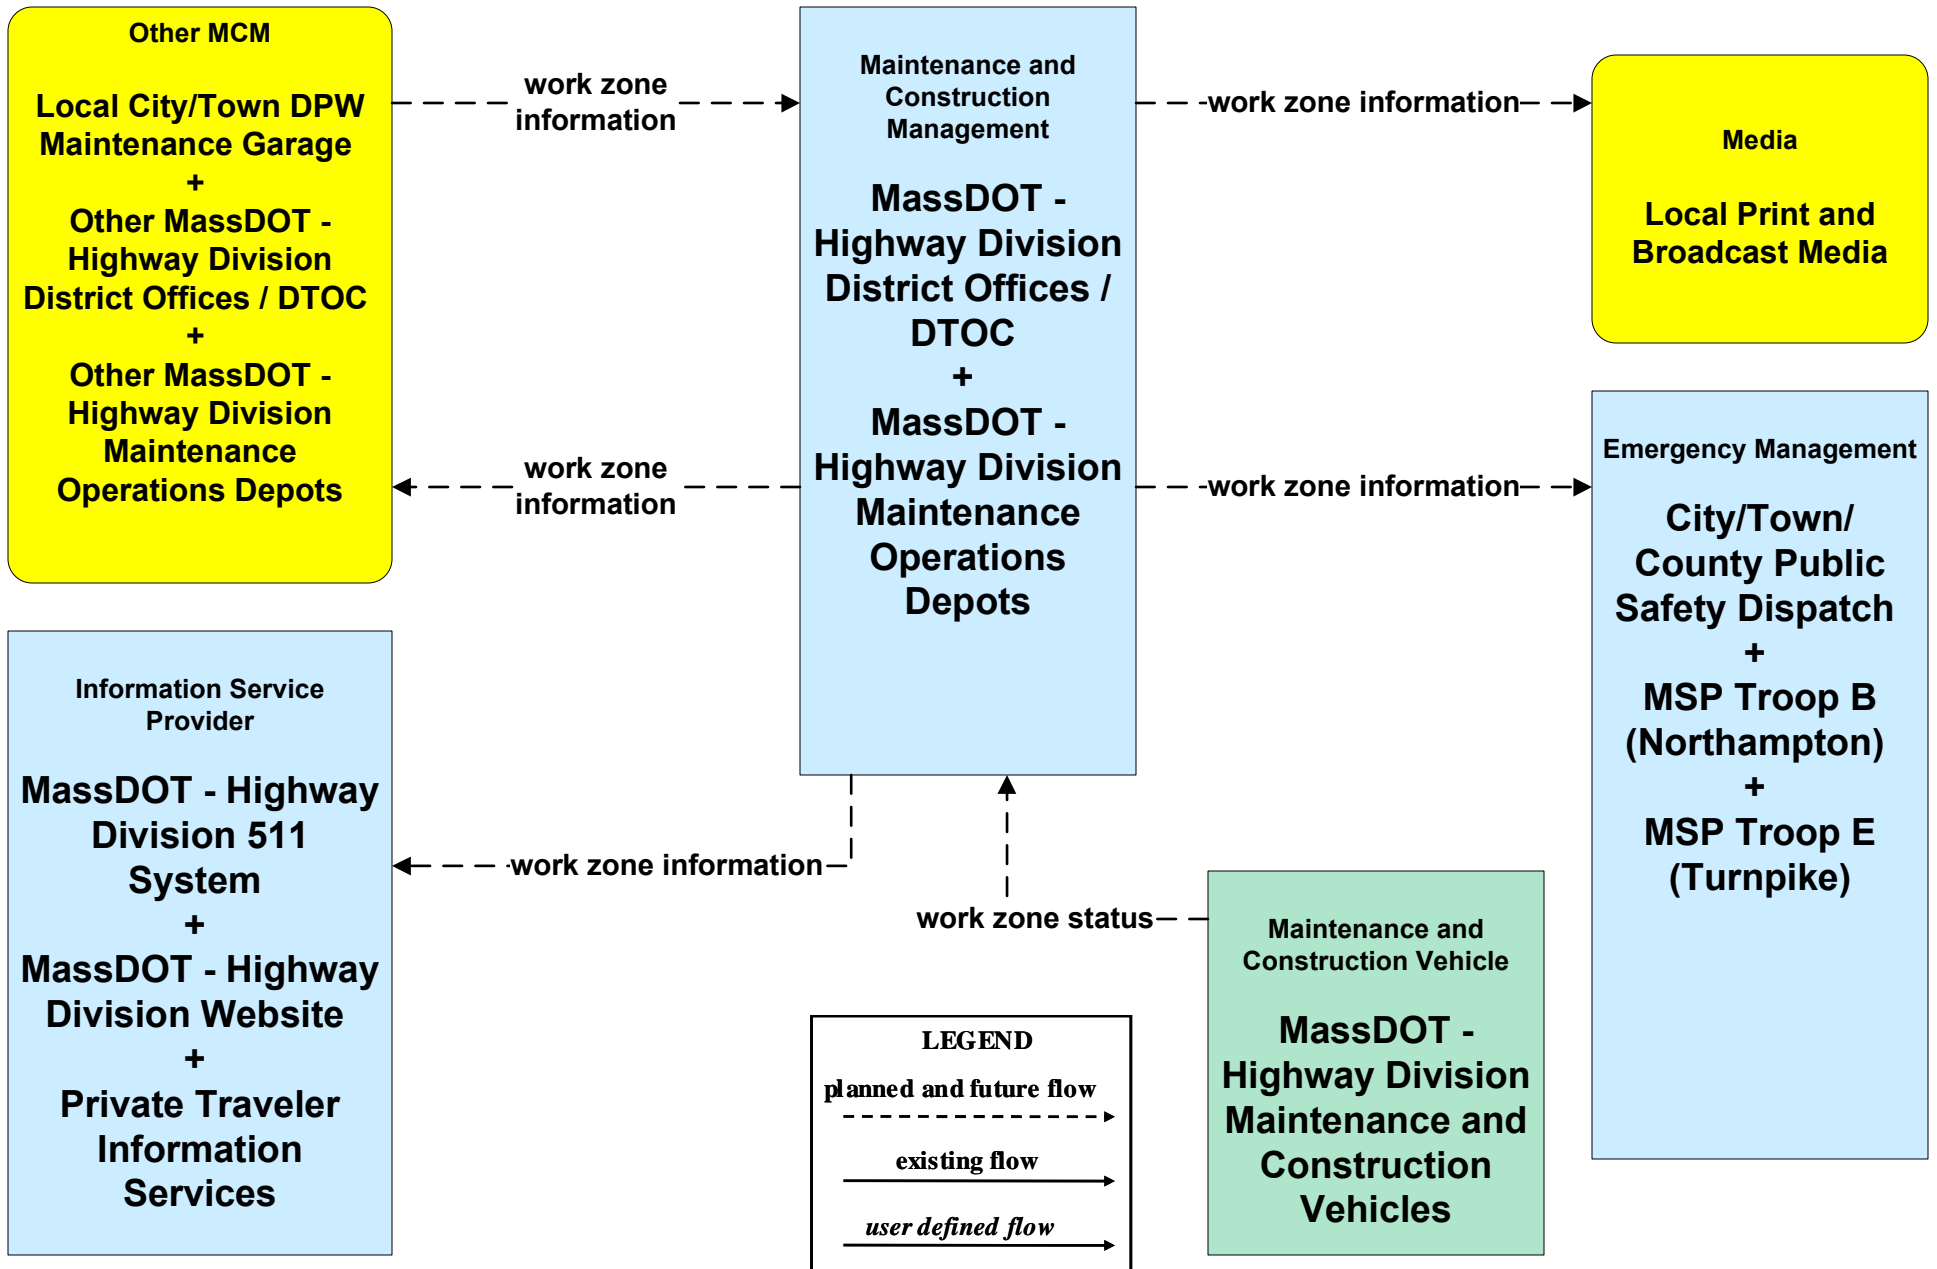 Other MCM
Local City/Town DPW
Maintenance Garage
+
Other MassDOT -
Highway Division
District Offices / DTOC
+
Other MassDOT -
Highway Division
Maintenance
Operations Depots
work zone
information
work zone
information
Maintenance and
Construction
Management
MassDOT -
Highway Division
District Offices /
DTOC
+
MassDOT -
Highway Division
Maintenance
Operations
Depots
work zone information
Media
Local Print and
Broadcast Media
work zone information
Emergency Management
City/Town/
County Public
Safety Dispatch
+
MSP Troop B
(Northampton)
+
MSP Troop E
(Turnpike)
Information Service
Provider
MassDOT - Highway
Division 511
System
+
MassDOT - Highway
Division Website
+
Private Traveler
Information
Services
work zone information
work zone status
Maintenance and
Construction Vehicle
MassDOT -
Highway Division
Maintenance and
Construction
Vehicles
LEGEND
planned and future flow
existing flow
user defined flow